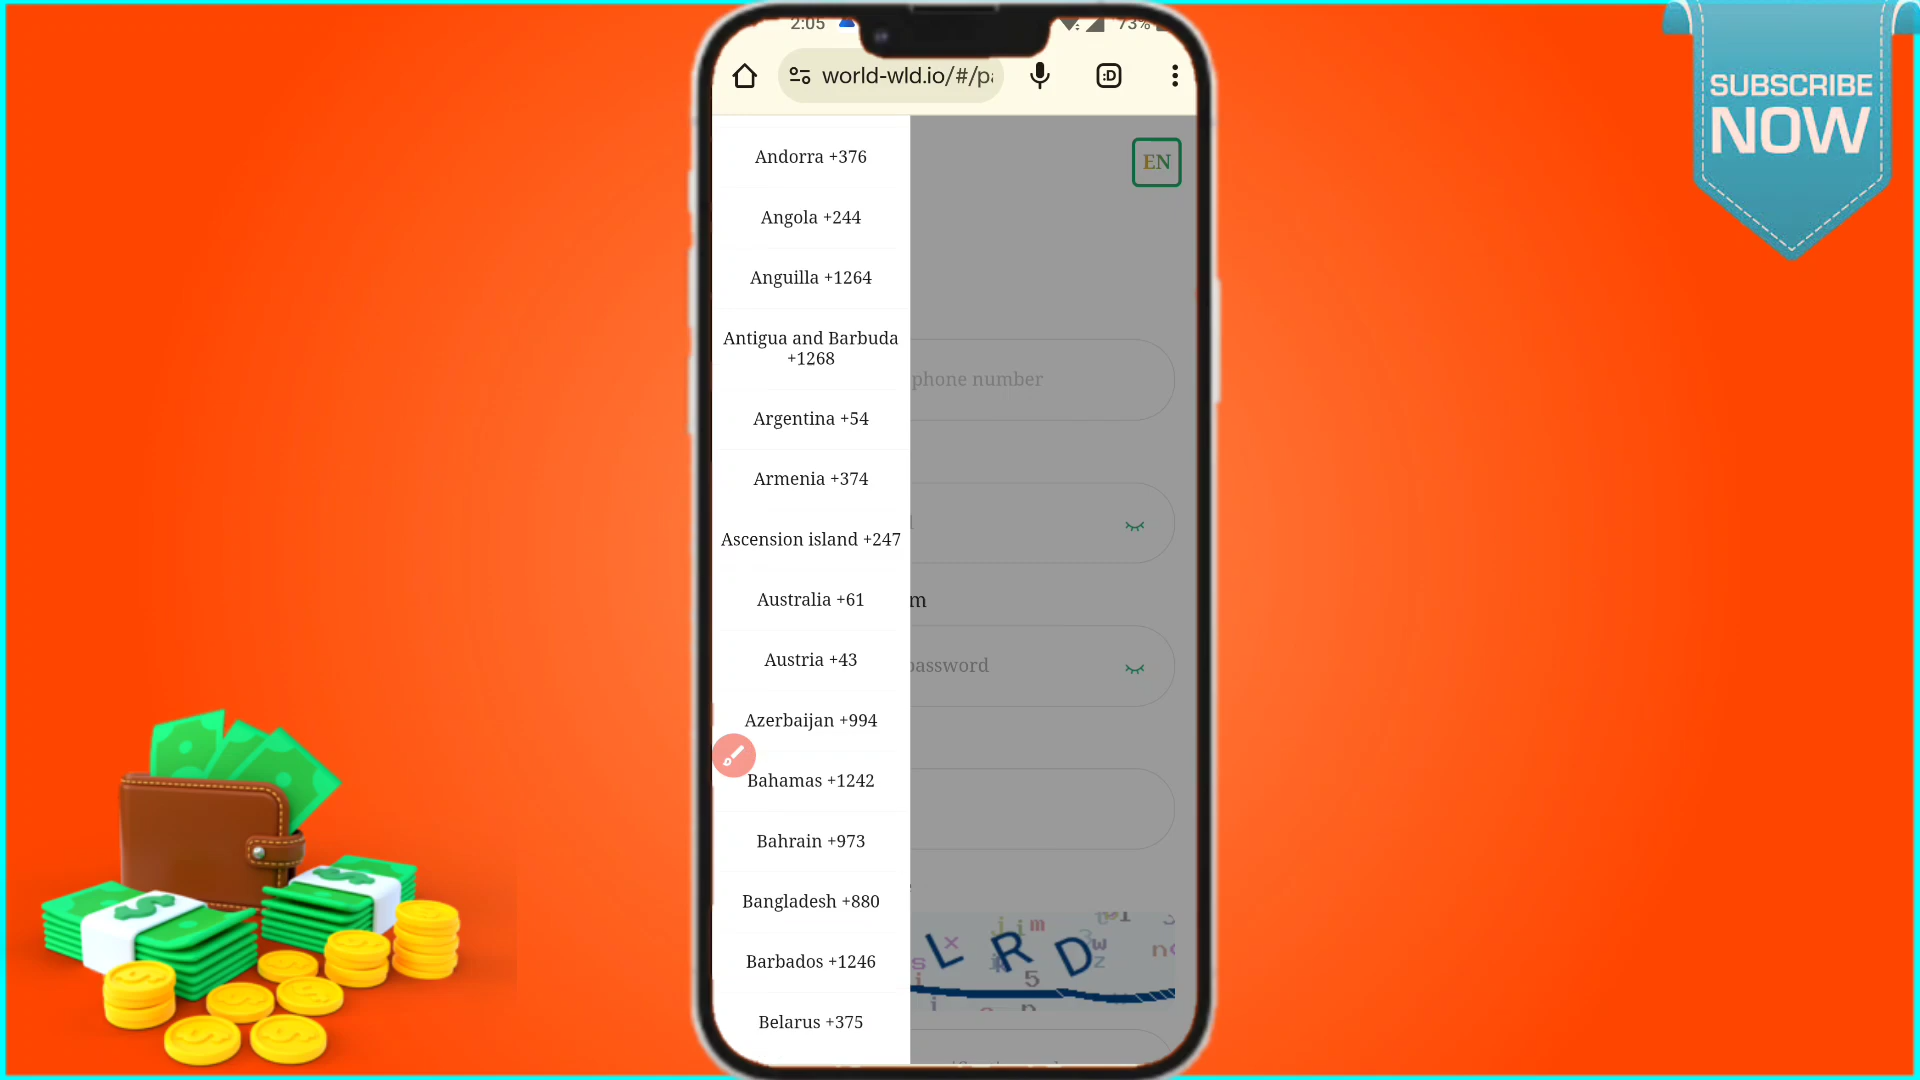 2:05
73%
world-wld.io/#/pa
SUBSCRIBE
NOW
EN
Andorra +376
Angola +244
Anguilla +1264
Antigua and Barbuda
+1268
phone number
Argentina +54
Armenia +374
Ascension island +247
Australia +61
m
Austria +43
password
Azerbaijan +994
Bahamas +1242
Bahrain +973
Bangladesh +880
L R D
Barbados +1246
Belarus +375